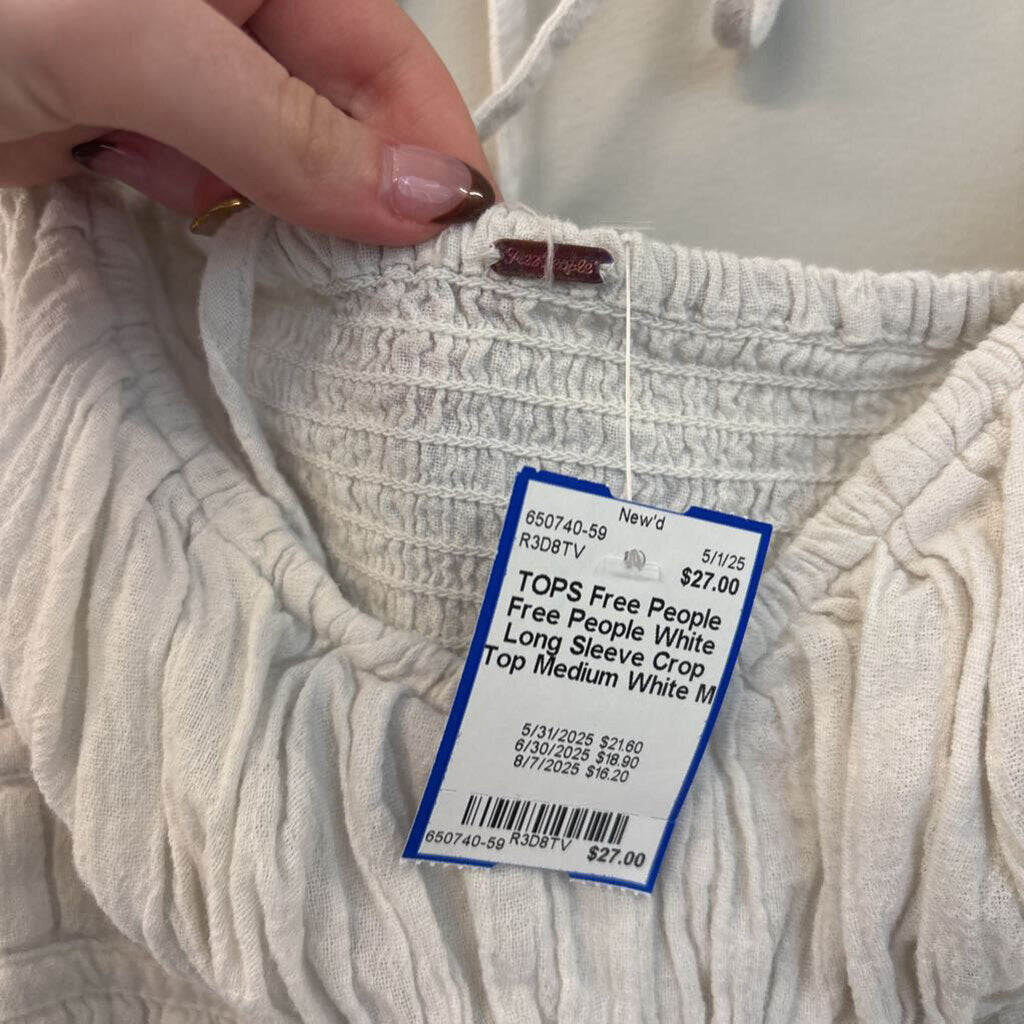 Free People
New'd
650740-59
R3D8TV
5/1/25
$27.00
TOPS Free People
Free People White
Long Sleeve Crop
Top Medium White M
5/31/2025 $21.60
6/30/2025 $18.90
8/7/2025 $16.20
650740-59 R3D8TV $27.00